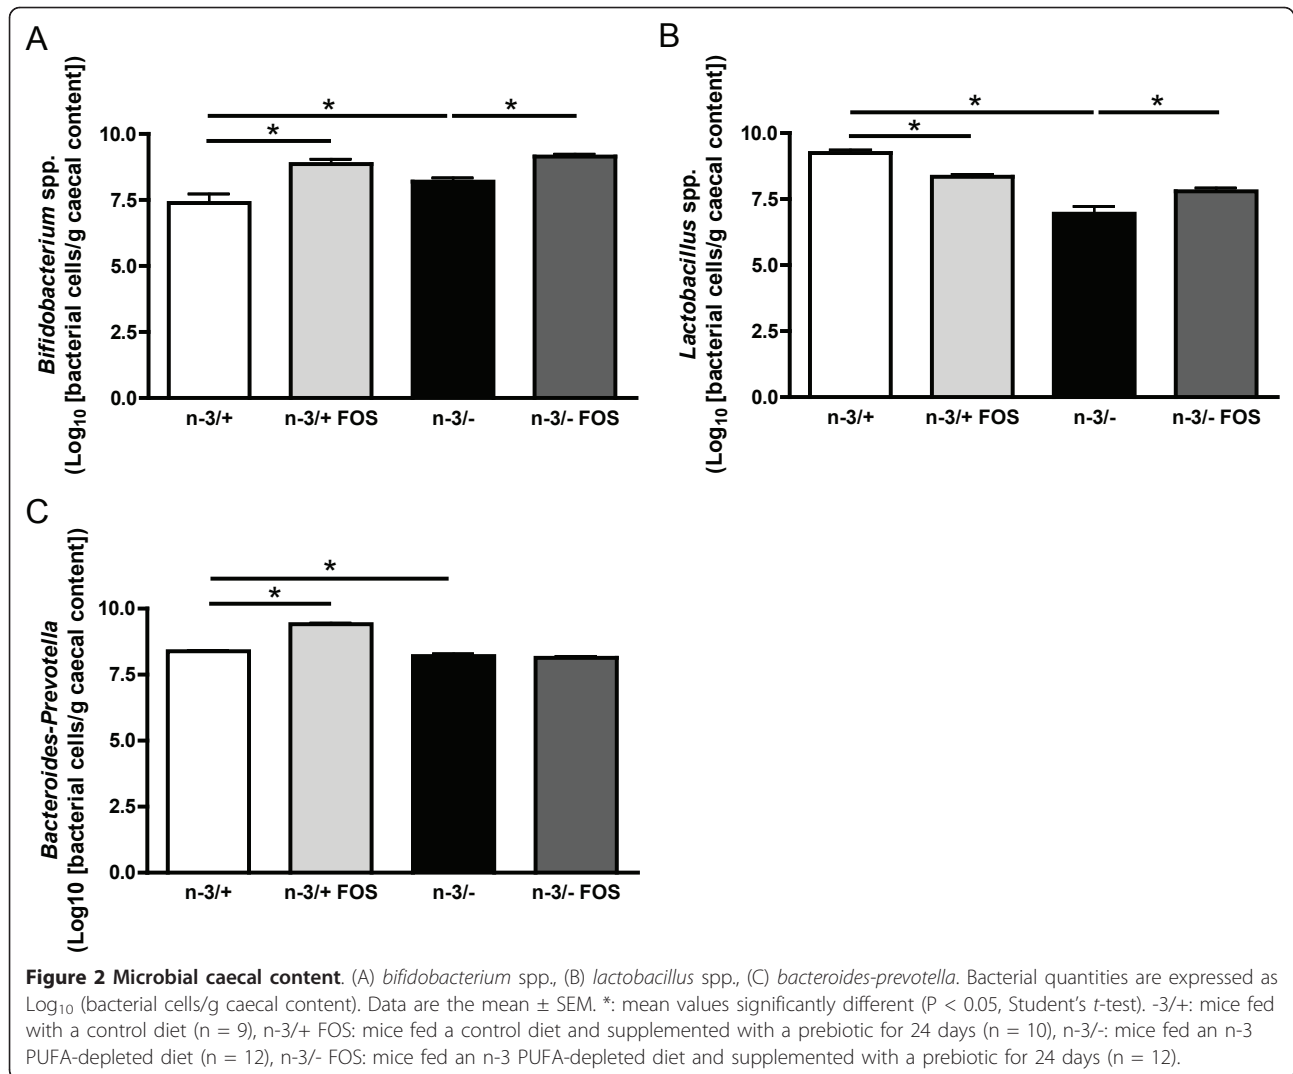 A
Bifidobacterium spp.
(Log10 [bacterial cells/g caecal content])
*
*
*
10.0
7.5
5.0
2.5
0.0
n-3/+ n-3/+ FOS n-3/- n-3/- FOS
B
Lactobacillus spp.
(Log10 [bacterial cells/g caecal content])
*
*
*
10.0
7.5
5.0
2.5
0.0
n-3/+ n-3/+ FOS n-3/- n-3/- FOS
C
Bacteroides-Prevotella
(Log10 [bacterial cells/g caecal content])
*
*
10.0
7.5
5.0
2.5
0.0
n-3/+ n-3/+ FOS n-3/- n-3/- FOS
Figure 2 Microbial caecal content. (A) bifidobacterium spp., (B) lactobacillus spp., (C) bacteroides-prevotella. Bacterial quantities are expressed as
Log10 (bacterial cells/g caecal content). Data are the mean ± SEM. *: mean values significantly different (P < 0.05, Student's t-test). -3/+: mice fed
with a control diet (n = 9), n-3/+ FOS: mice fed a control diet and supplemented with a prebiotic for 24 days (n = 10), n-3/-: mice fed an n-3
PUFA-depleted diet (n = 12), n-3/- FOS: mice fed an n-3 PUFA-depleted diet and supplemented with a prebiotic for 24 days (n = 12).